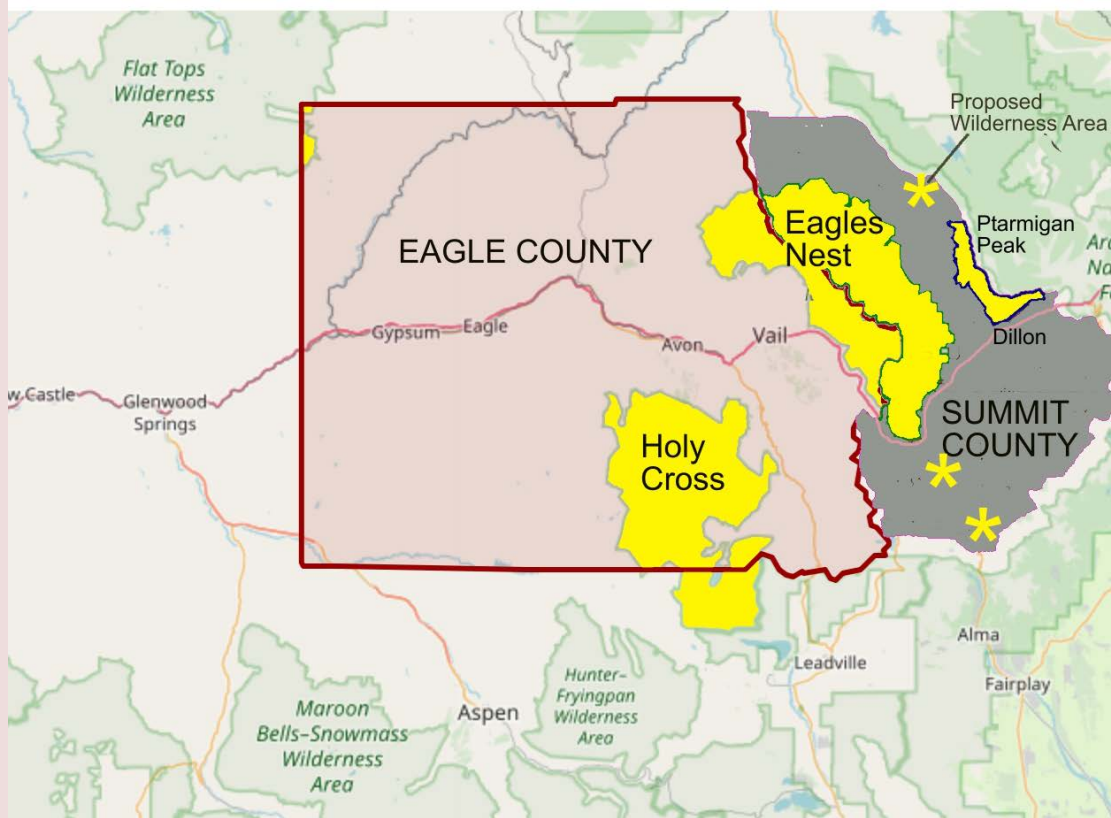 Flat Tops
Wilderness
Area
Proposed
Wilderness Area
*
Ptarmigan
Peak
EAGLE COUNTY
Eagles
Nest
Gypsum
Eagle
Avon
Vail
Dillon
Castle
Glenwood
Springs
SUMMIT
COUNTY
*
*
Holy
Cross
Alma
Leadville
Fairplay
Hunter–
Fryingpan
Wilderness
Area
Maroon
Bells–Snowmass
Wilderness
Area
Aspen